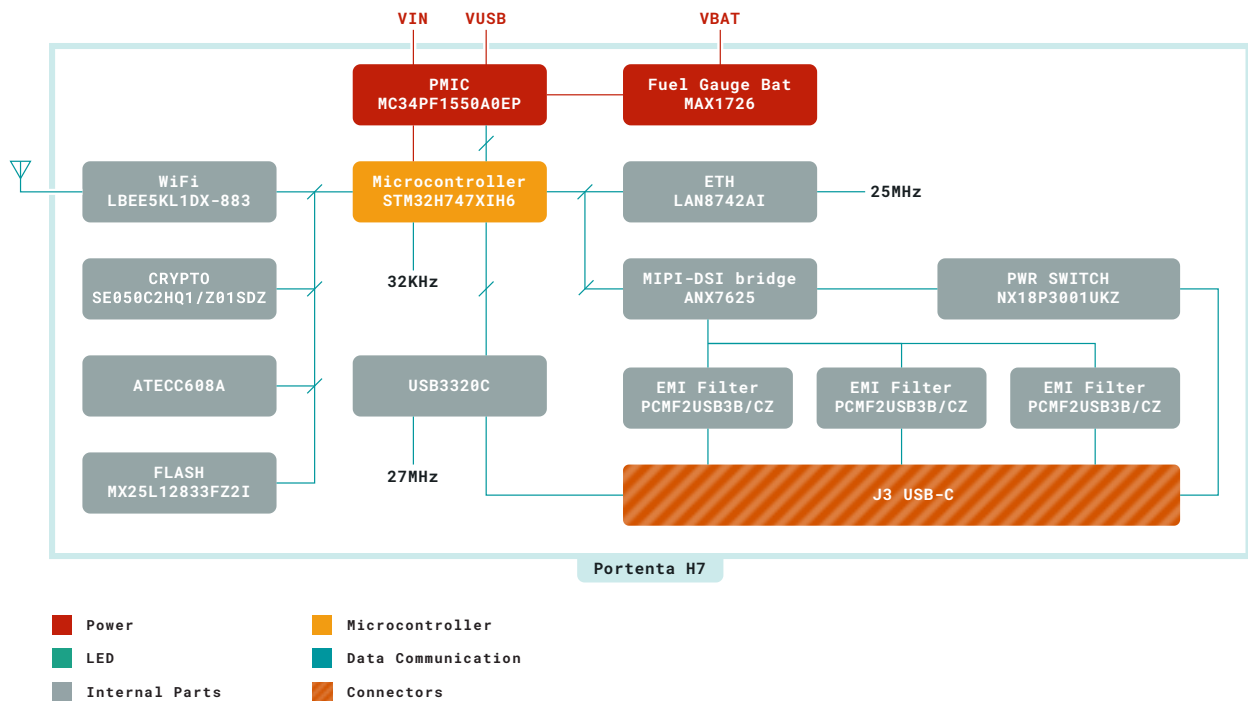 VIN VUSB VBAT
PMIC
MC34PF1550A0EP
Fuel Gauge Bat
MAX1726
WiFi
LBEE5KL1DX-883
Microcontroller
STM32H747XIH6
ETH
LAN8742AI
25MHz
CRYPTO
SE050C2HQ1/Z01SDZ
32KHz
MIPI-DSI bridge
ANX7625
PWR SWITCH
NX18P3001UKZ
ATECC608A
USB3320C
EMI Filter
PCMF2USB3B/CZ
EMI Filter
PCMF2USB3B/CZ
EMI Filter
PCMF2USB3B/CZ
FLASH
MX25L12833FZ2I
27MHz
J3 USB-C
Portenta H7
Power
Microcontroller
LED
Data Communication
Internal Parts
Connectors